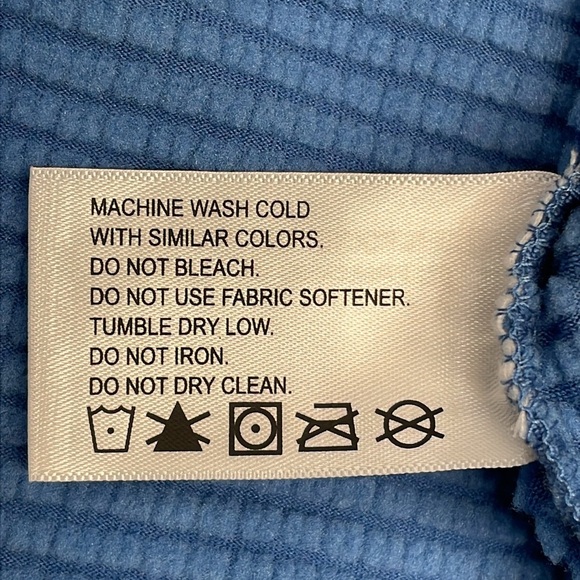 MACHINE WASH COLD
WITH SIMILAR COLORS.
DO NOT BLEACH.
DO NOT USE FABRIC SOFTENER.
TUMBLE DRY LOW.
DO NOT IRON.
DO NOT DRY CLEAN.